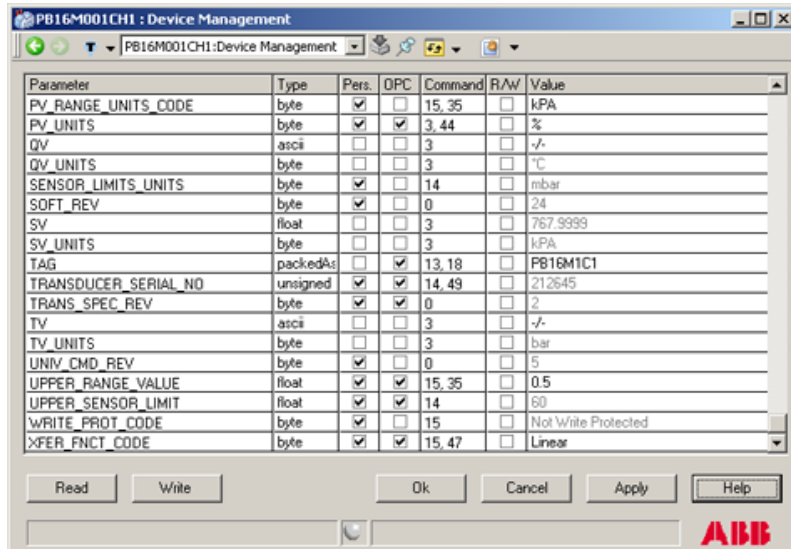 PB16M001CH1 : Device Management
T PB16M001CH1:Device Management
Parameter Type Pers. OPC Command R/W Value
PV_RANGE_UNITS_CODE byte 15, 35 kPA
PV_UNITS byte 3, 44 %
QV ascii 3 -/-
QV_UNITS byte 3 °C
SENSOR_LIMITS_UNITS byte 14 mbar
SOFT_REV byte 0 24
SV float 3 767.9999
SV_UNITS byte 3 kPA
TAG packedAs 13, 18 PB16M1C1
TRANSDUCER_SERIAL_NO unsigned 14, 49 212645
TRANS_SPEC_REV byte 0 2
TV ascii 3 -/-
TV_UNITS byte 3 bar
UNIV_CMD_REV byte 0 5
UPPER_RANGE_VALUE float 15, 35 0.5
UPPER_SENSOR_LIMIT float 14 60
WRITE_PROT_CODE byte 15 Not Write Protected
XFER_FNCT_CODE byte 15, 47 Linear
Read Write Ok Cancel Apply Help
ABB